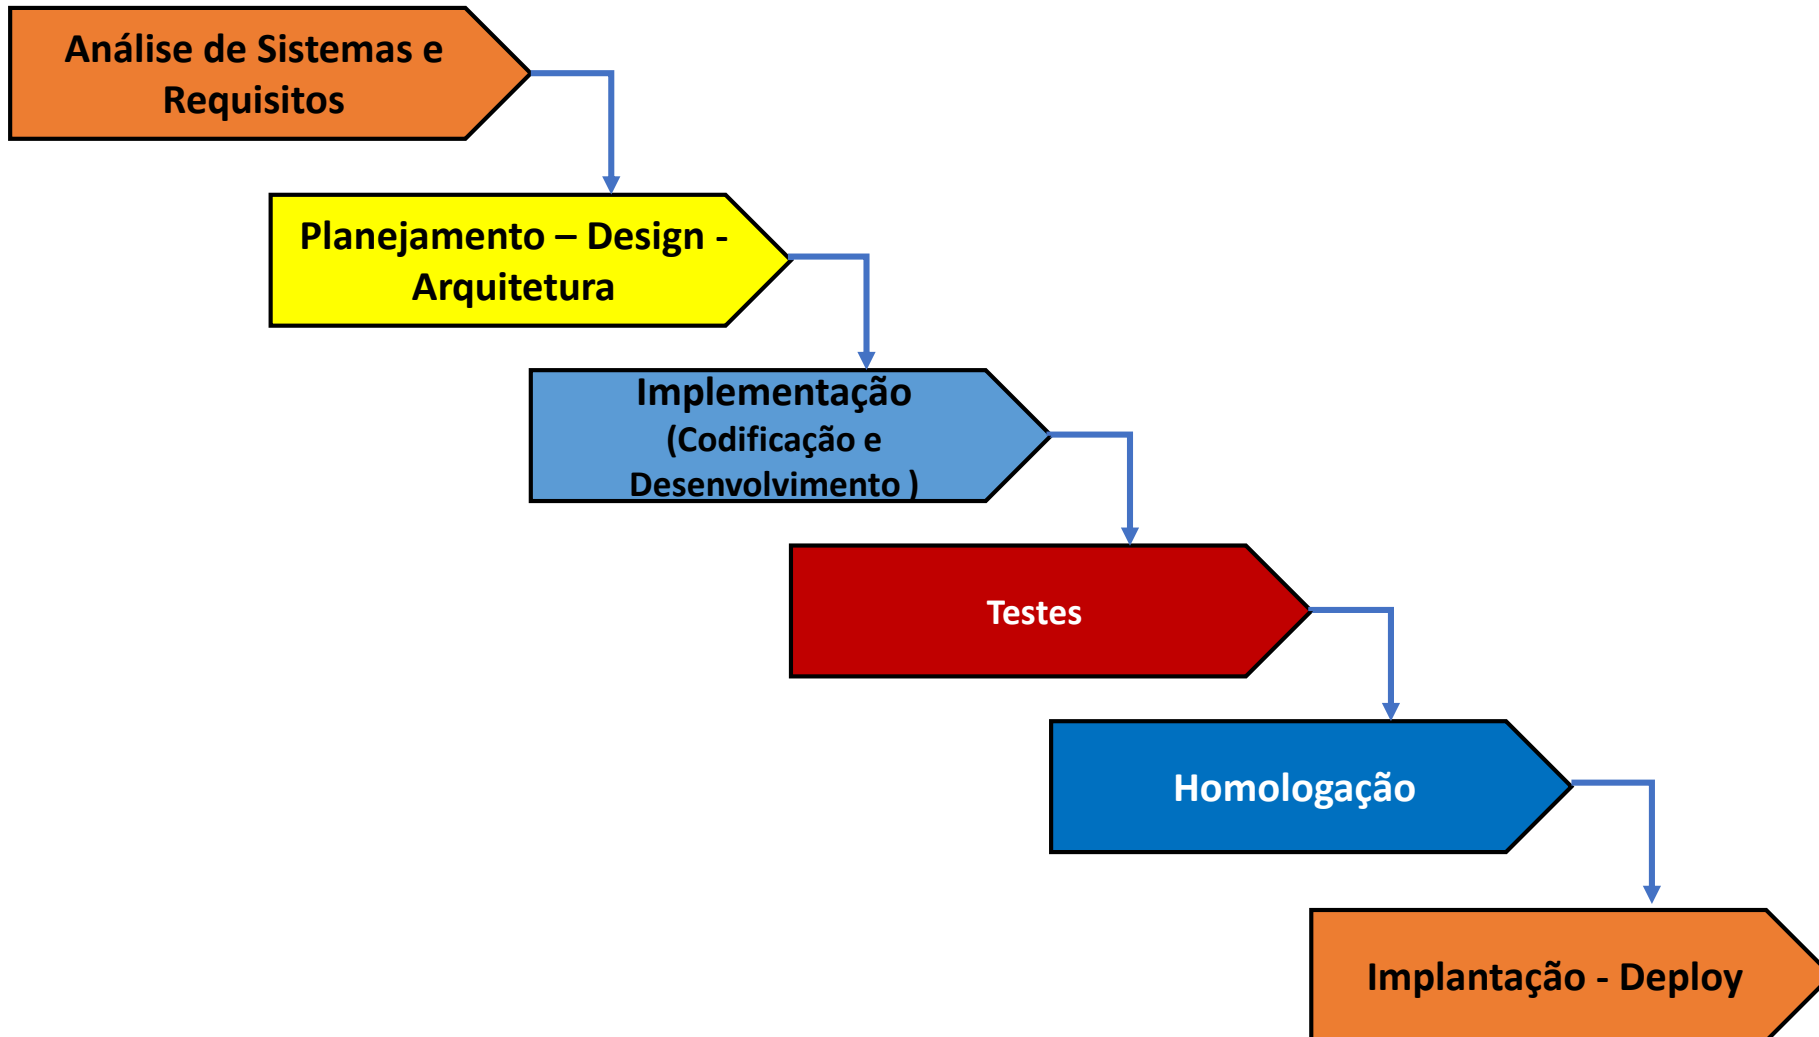 Análise de Sistemas e
Requisitos
Planejamento – Design -
Arquitetura
Implementação
(Codificação e
Desenvolvimento )
Testes
Homologação
Implantação - Deploy